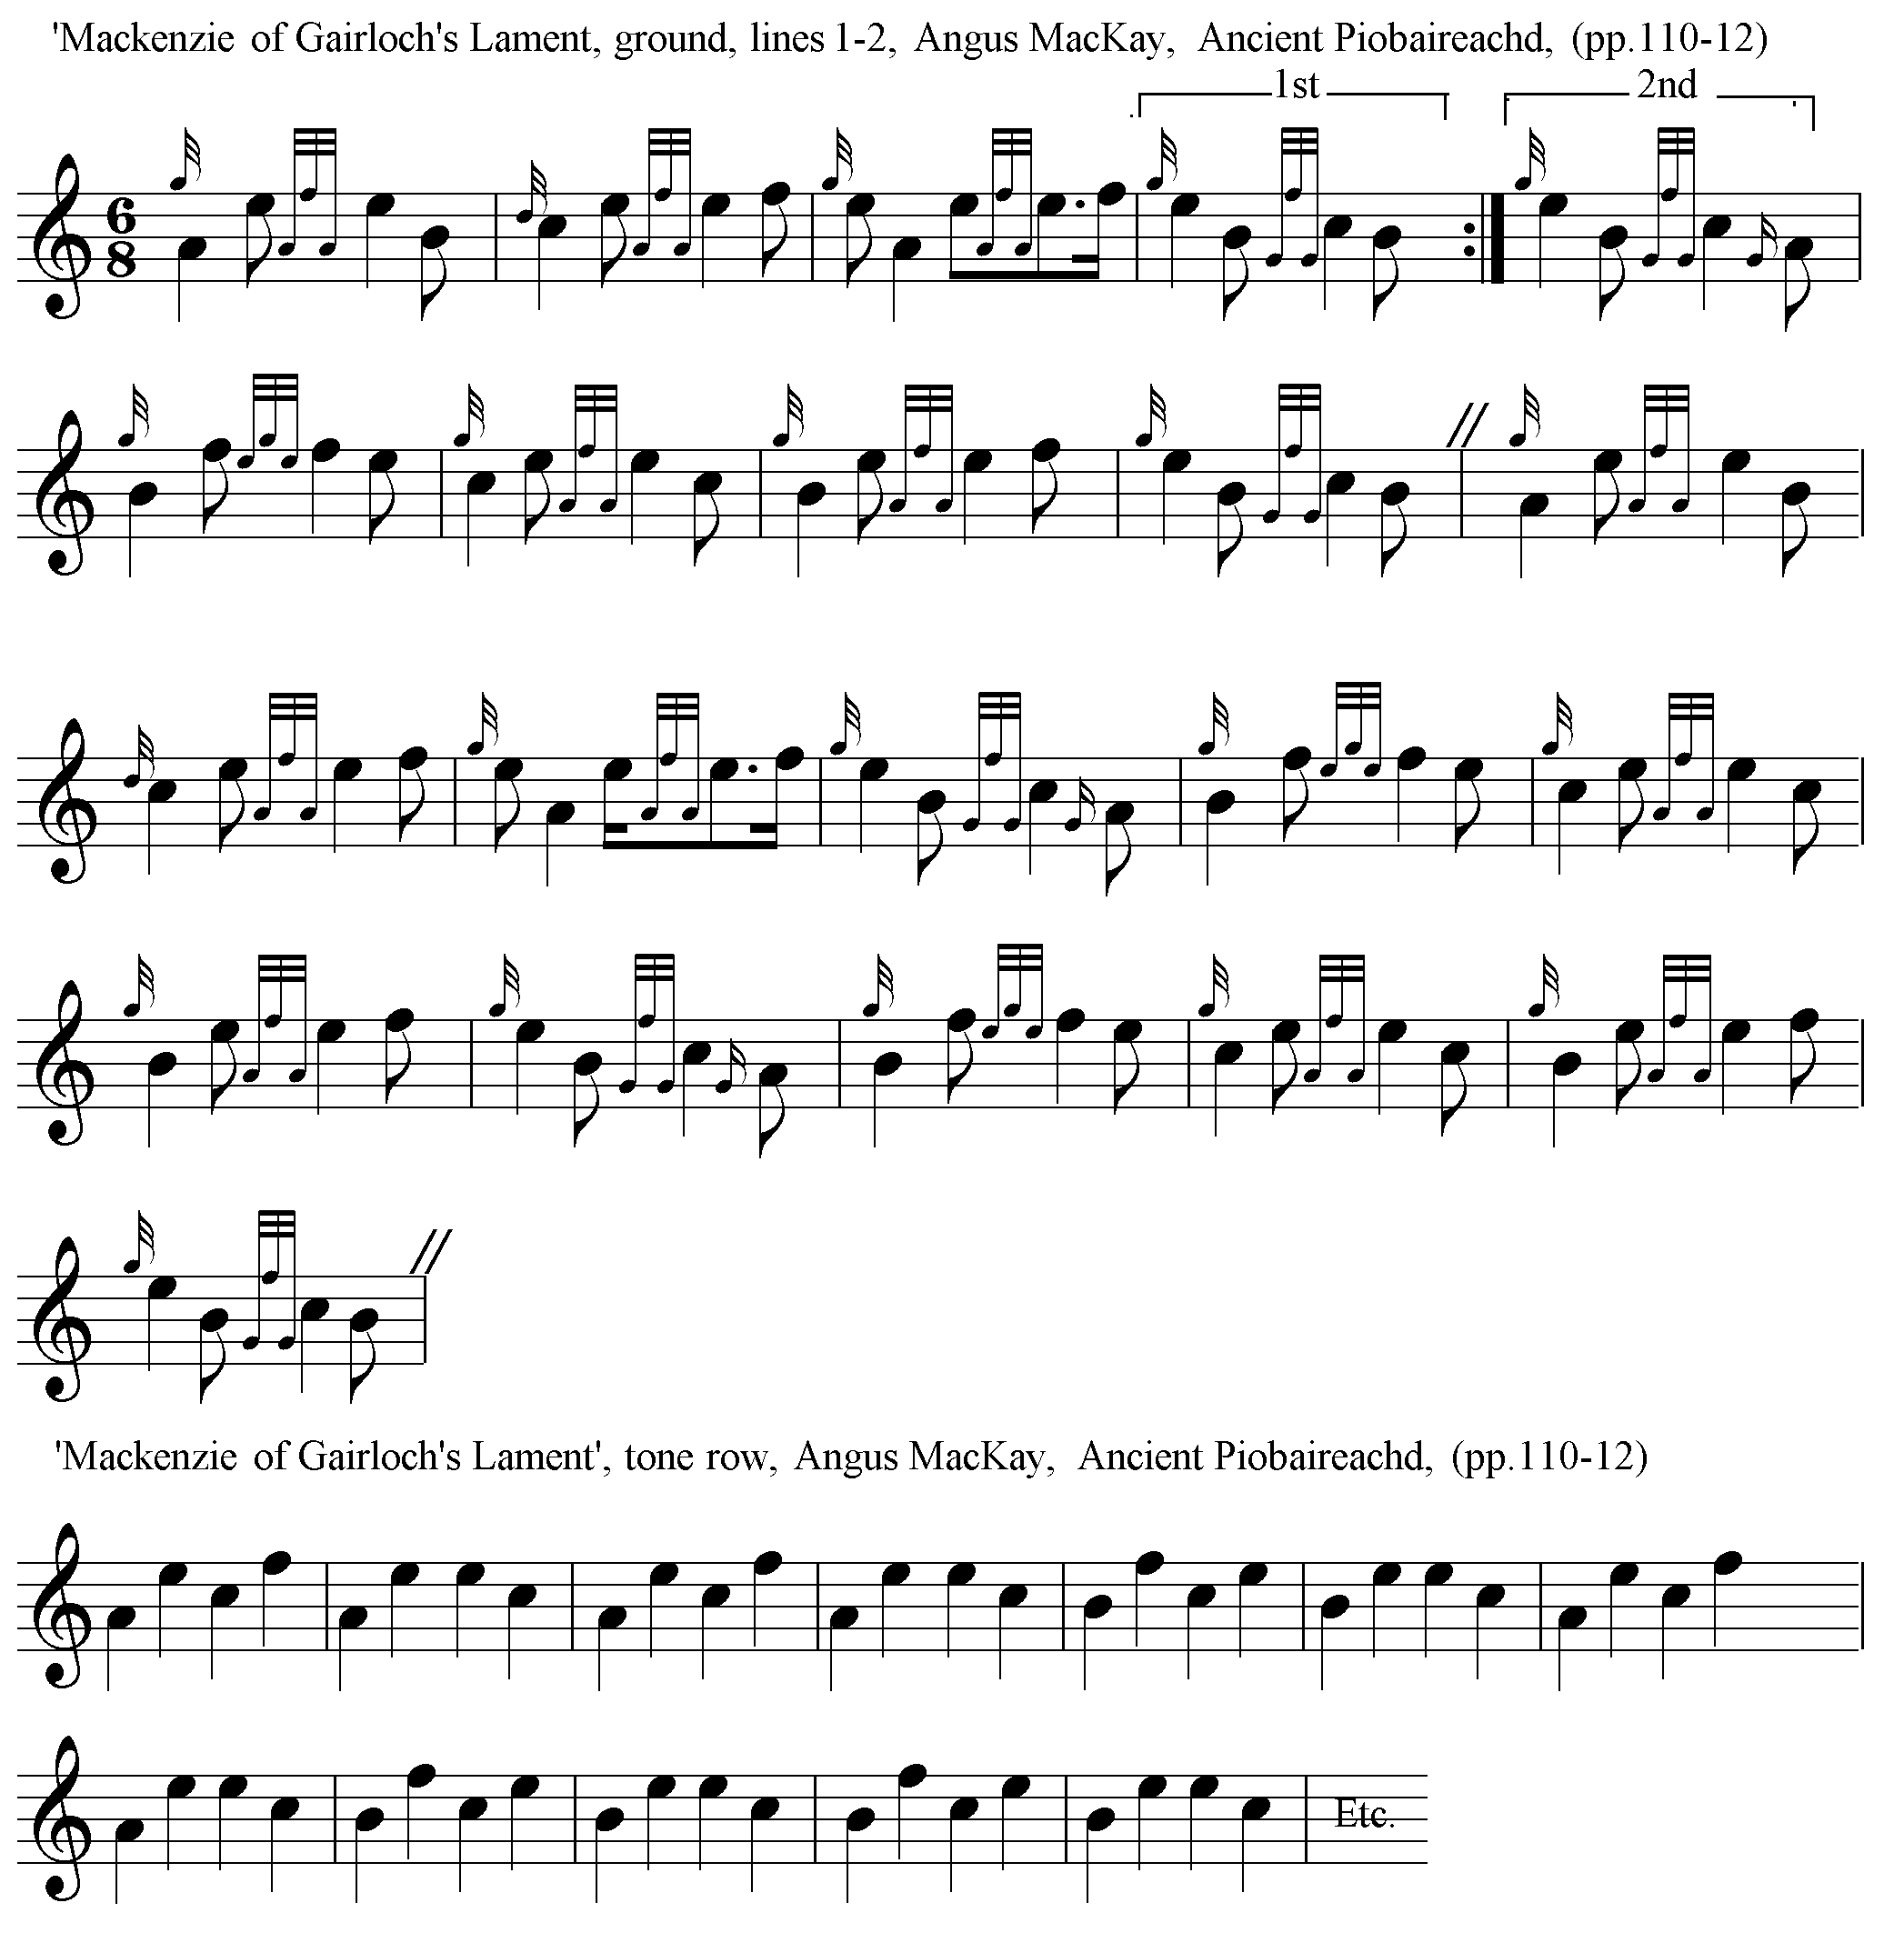 'Mackenzie of Gairloch's Lament, ground, lines 1-2, Angus MacKay, Ancient Piobaireachd, (pp.110-12)
1st 2nd
6
8
'Mackenzie of Gairloch's Lament', tone row, Angus MacKay, Ancient Piobaireachd, (pp.110-12)
Etc.